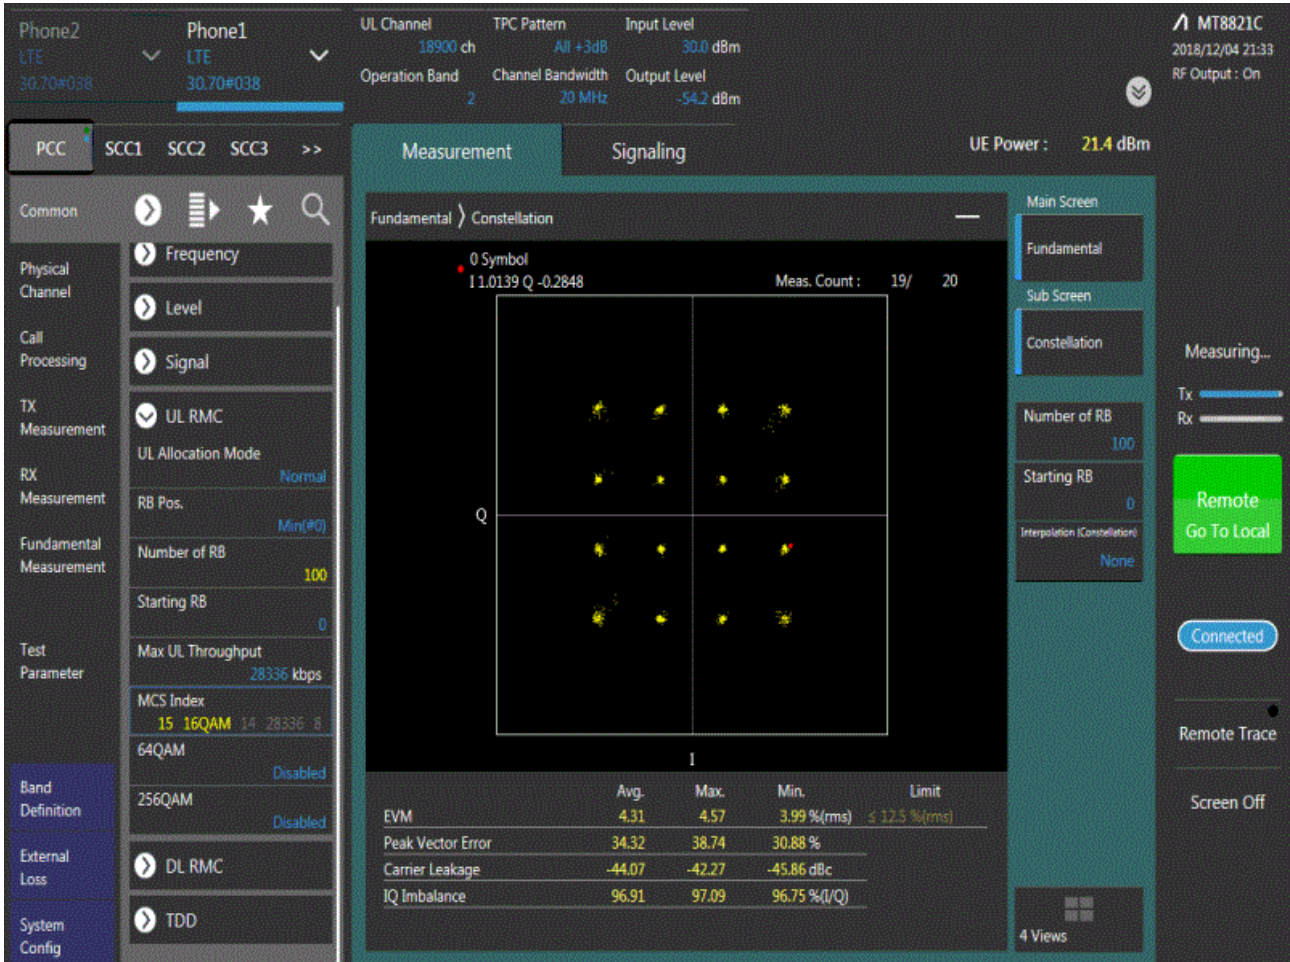 Phone2
LTE
30.70#038
Phone1
LTE
30.70#038
UL Channel
18900 ch
TPC Pattern
All +3dB
Input Level
30.0 dBm
Operation Band
2
Channel Bandwidth
20 MHz
Output Level
-54.2 dBm
MT8821C
2018/12/04 21:33
RF Output : On
PCC SCC1 SCC2 SCC3 >>
Measurement
Signaling
UE Power : 21.4 dBm
Common
Physical
Channel
Call
Processing
TX
Measurement
RX
Measurement
Fundamental
Measurement
Test
Parameter
Band
Definition
External
Loss
System
Config
Frequency
Level
Signal
UL RMC
UL Allocation Mode
Normal
RB Pos.
Min(#0)
Number of RB
100
Starting RB
0
Max UL Throughput
28336 kbps
MCS Index
15 16QAM 14 28336 8
64QAM
Disabled
256QAM
Disabled
DL RMC
TDD
Fundamental 〉Constellation
0 Symbol
I 1.0139 Q -0.2848
Meas. Count : 19/ 20
Q
I
Avg. Max. Min. Limit
EVM 4.31 4.57 3.99 %(rms) ≤ 12.5 %(rms)
Peak Vector Error 34.32 38.74 30.88 %
Carrier Leakage -44.07 -42.27 -45.86 dBc
IQ Imbalance 96.91 97.09 96.75 %(I/Q)
Main Screen
Fundamental
Sub Screen
Constellation
Number of RB
100
Starting RB
0
Interpolation (Constellation)
None
4 Views
Measuring...
Tx
Rx
Remote
Go To Local
Connected
Remote Trace
Screen Off